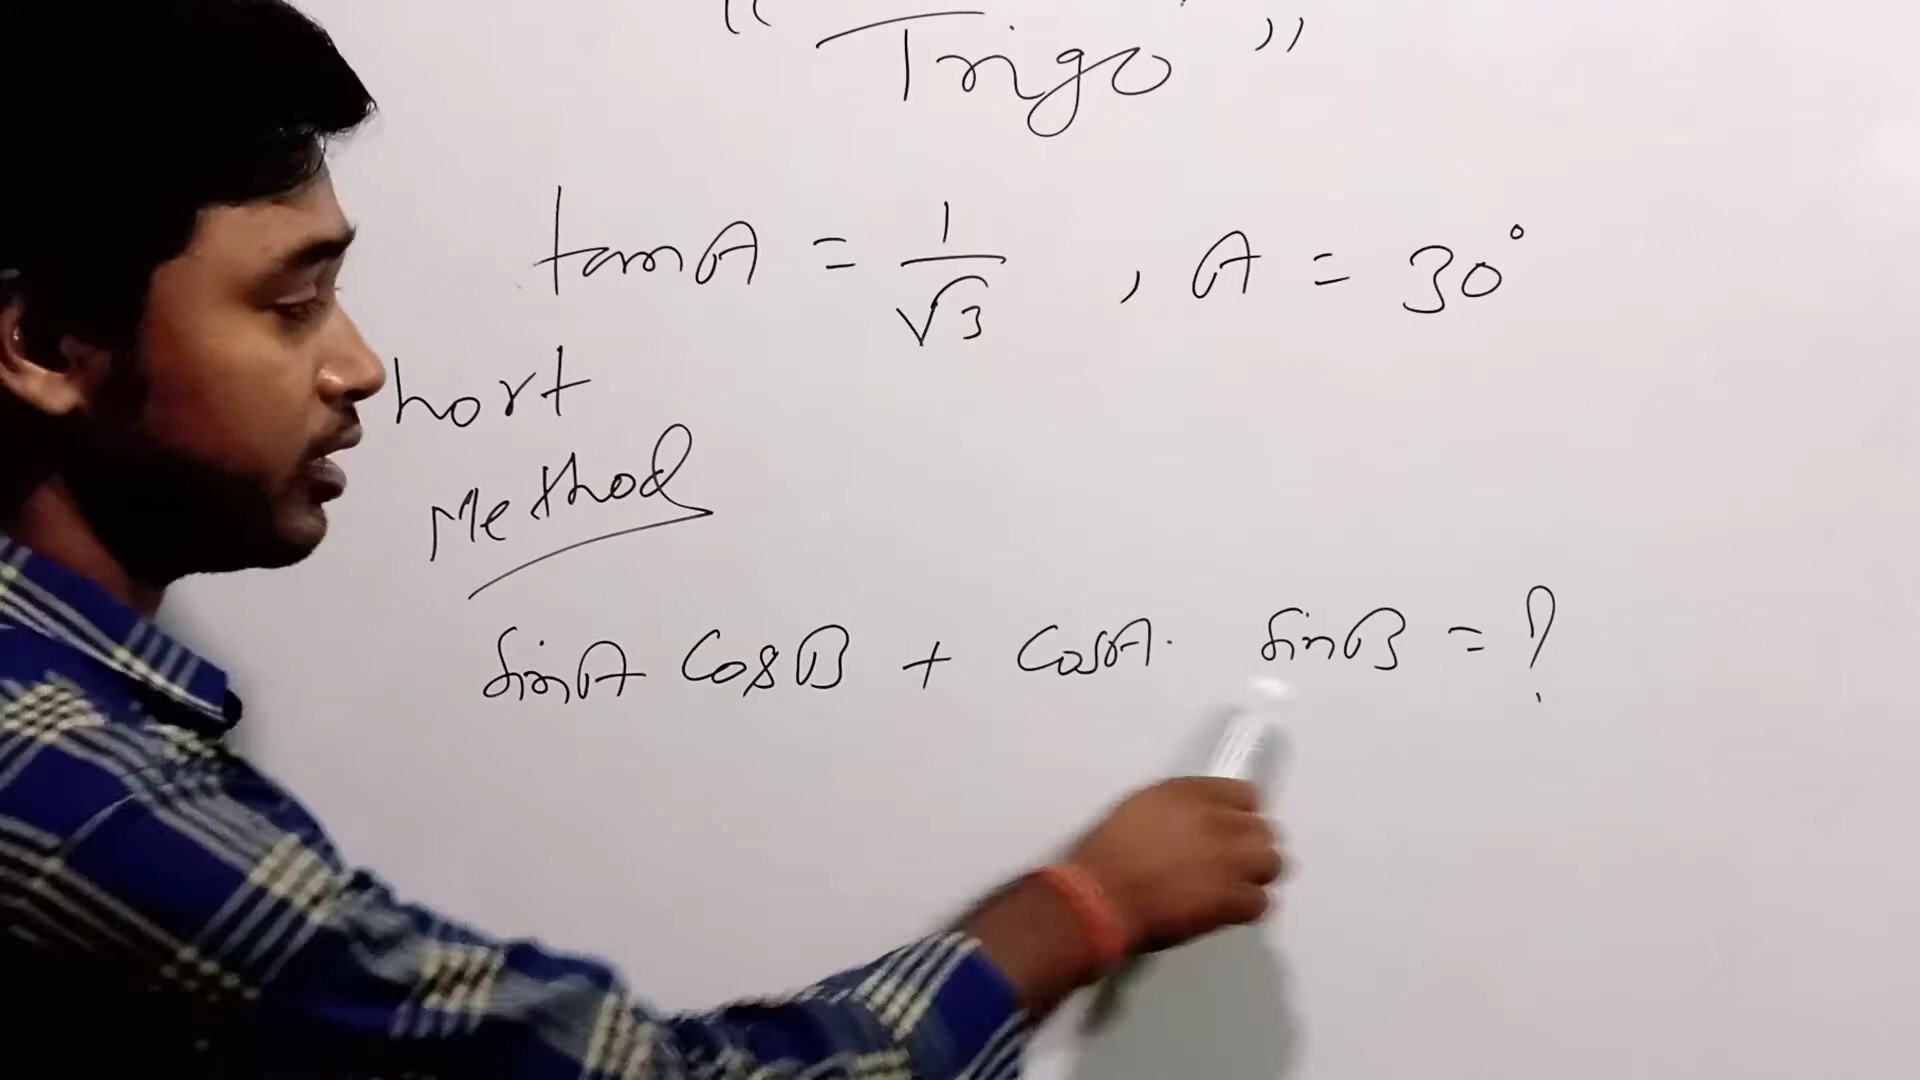 " Trigo "
tanA = 1/√3 , A = 30°
hort
Method
sinA CosB + CosA. sinB = ?